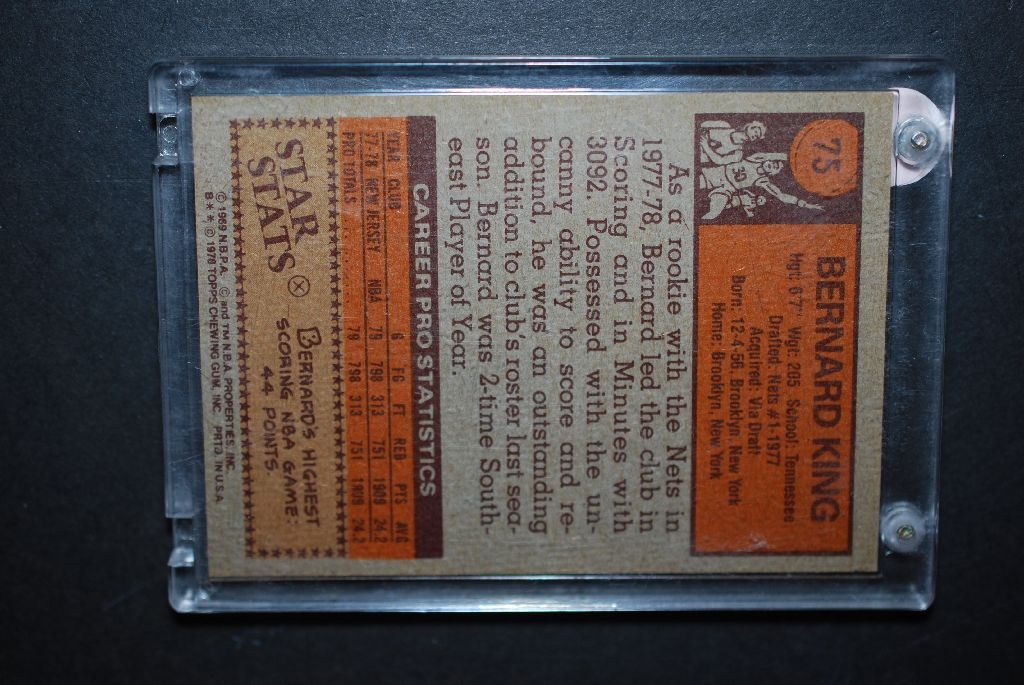 75
BERNARD KING
Hgt: 6'7" Wgt: 205 School: Tennessee
Drafted: Nets #1-1977
Acquired: Via Draft
Born: 12-4-56, Brooklyn, New York
Home: Brooklyn, New York
As a rookie with the Nets in
1977-78, Bernard led the club in
Scoring and in Minutes with
3092. Possessed with the un-
canny ability to score and re-
bound, he was an outstanding
addition to club's roster last sea-
son. Bernard was 2-time South-
east Player of Year.
CAREER PRO STATISTICS
YEAR CLUB G FG FT REB PTS AVG
77-78 NEW JERSEY NBA 79 798 313 751 1909 24.2
PRO TOTALS 79 798 313 751 1909 24.2
STAR
STATS
BERNARD'S HIGHEST
SCORING NBA GAME:
44 POINTS.
© 1969 N.B.P.A. © and TM N.B.A. PROPERTIES, INC.
B** © 1978 TOPPS CHEWING GUM, INC. PRTD. IN U.S.A.